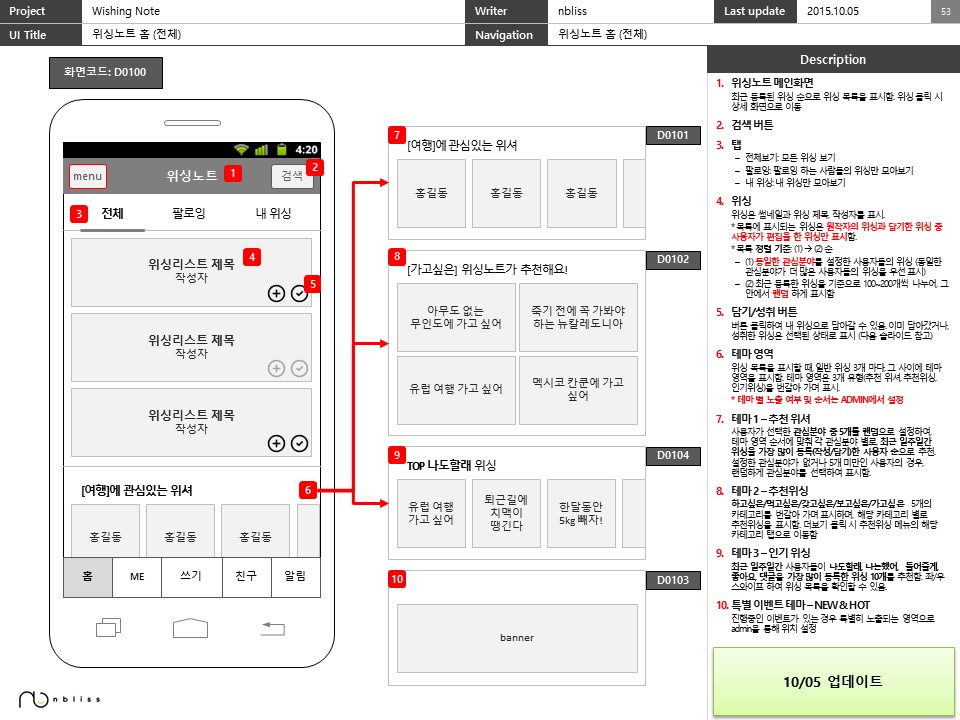 Project Wishing Note Writer nbliss Last update 2015.10.05 53
UI Title 위싱노트 홈 (전체) Navigation 위싱노트 홈 (전체)
화면코드: D0100
4:20
menu 위싱노트 1 검색 2
3 전체 팔로잉 내 위싱
위싱리스트 제목 4
작성자
5
위싱리스트 제목
작성자
위싱리스트 제목
작성자
[여행]에 관심있는 위셔 6
홍길동 홍길동 홍길동
홈 ME 쓰기 친구 알림
nbliss
7 D0101
[여행]에 관심있는 위셔
홍길동 홍길동 홍길동
8 D0102
[가고싶은] 위싱노트가 추천해요!
아무도 없는
무인도에 가고 싶어
죽기 전에 꼭 가봐야
하는 뉴칼레도니아
유럽 여행 가고 싶어
멕시코 칸쿤에 가고
싶어
9 D0104
TOP 나도할래 위싱
유럽 여행
가고 싶어
퇴근길에
치맥이
땡긴다
한달동안
5kg 빼자!
10 D0103
banner
Description
1. 위싱노트 메인화면
최근 등록된 위싱 순으로 위싱 목록을 표시함. 위싱 클릭 시
상세 화면으로 이동
2. 검색 버튼
3. 탭
– 전체보기: 모든 위싱 보기
– 팔로잉: 팔로잉 하는 사람들의 위싱만 모아보기
– 내 위싱: 내 위싱만 모아보기
4. 위싱
위싱은 썸네일과 위싱 제목, 작성자를 표시.
* 목록에 표시되는 위싱은 원작자의 위싱과 담기한 위싱 중
사용자가 편집을 한 위싱만 표시함.
* 목록 정렬 기준: (1) → (2) 순
– (1) 동일한 관심분야를 설정한 사용자들의 위싱 (동일한
관심분야가 더 많은 사용자들의 위싱을 우선 표시)
– (2) 최근 등록한 위싱을 기준으로 100~200개씩 나누어, 그
안에서 랜덤 하게 표시함
5. 담기/성취 버튼
버튼 클릭하여 내 위싱으로 담아갈 수 있음. 이미 담아갔거나,
성취한 위싱은 선택된 상태로 표시 (다음 슬라이드 참고)
6. 테마 영역
위싱 목록을 표시할 때, 일반 위싱 3개 마다, 그 사이에 테마
영역을 표시함. 테마 영역은 3개 유형(추천 위셔, 추천위싱,
인기위싱)을 번갈아 가며 표시.
* 테마 별 노출 여부 및 순서는 ADMIN에서 설정
7. 테마 1 – 추천 위셔
사용자가 선택한 관심분야 중 5개를 랜덤으로 설정하여,
테마 영역 순서에 맞춰 각 관심분야 별로, 최근 일주일간
위싱을 가장 많이 등록(작성/담기)한 사용자 순으로 추천.
설정한 관심분야가 없거나 5개 미만인 사용자의 경우,
랜덤하게 관심분야를 선택하여 표시함.
8. 테마 2 – 추천위싱
하고싶은/먹고싶은/갖고싶은/보고싶은/가고싶은 5개의
카테고리를 번갈아 가며 표시하며, 해당 카테고리 별로
추천위싱을 표시함. 더보기 클릭 시 추천위싱 메뉴의 해당
카테고리 탭으로 이동함
9. 테마 3 – 인기 위싱
최근 일주일간 사용자들이 나도할래, 나는했어, 들어줄게,
좋아요, 댓글을 가장 많이 등록한 위싱 10개를 추천함. 좌/우
스와이프 하여 위싱 목록을 확인할 수 있음.
10. 특별 이벤트 테마 – NEW & HOT
진행중인 이벤트가 있는 경우 특별히 노출되는 영역으로
admin을 통해 위치 설정
10/05 업데이트